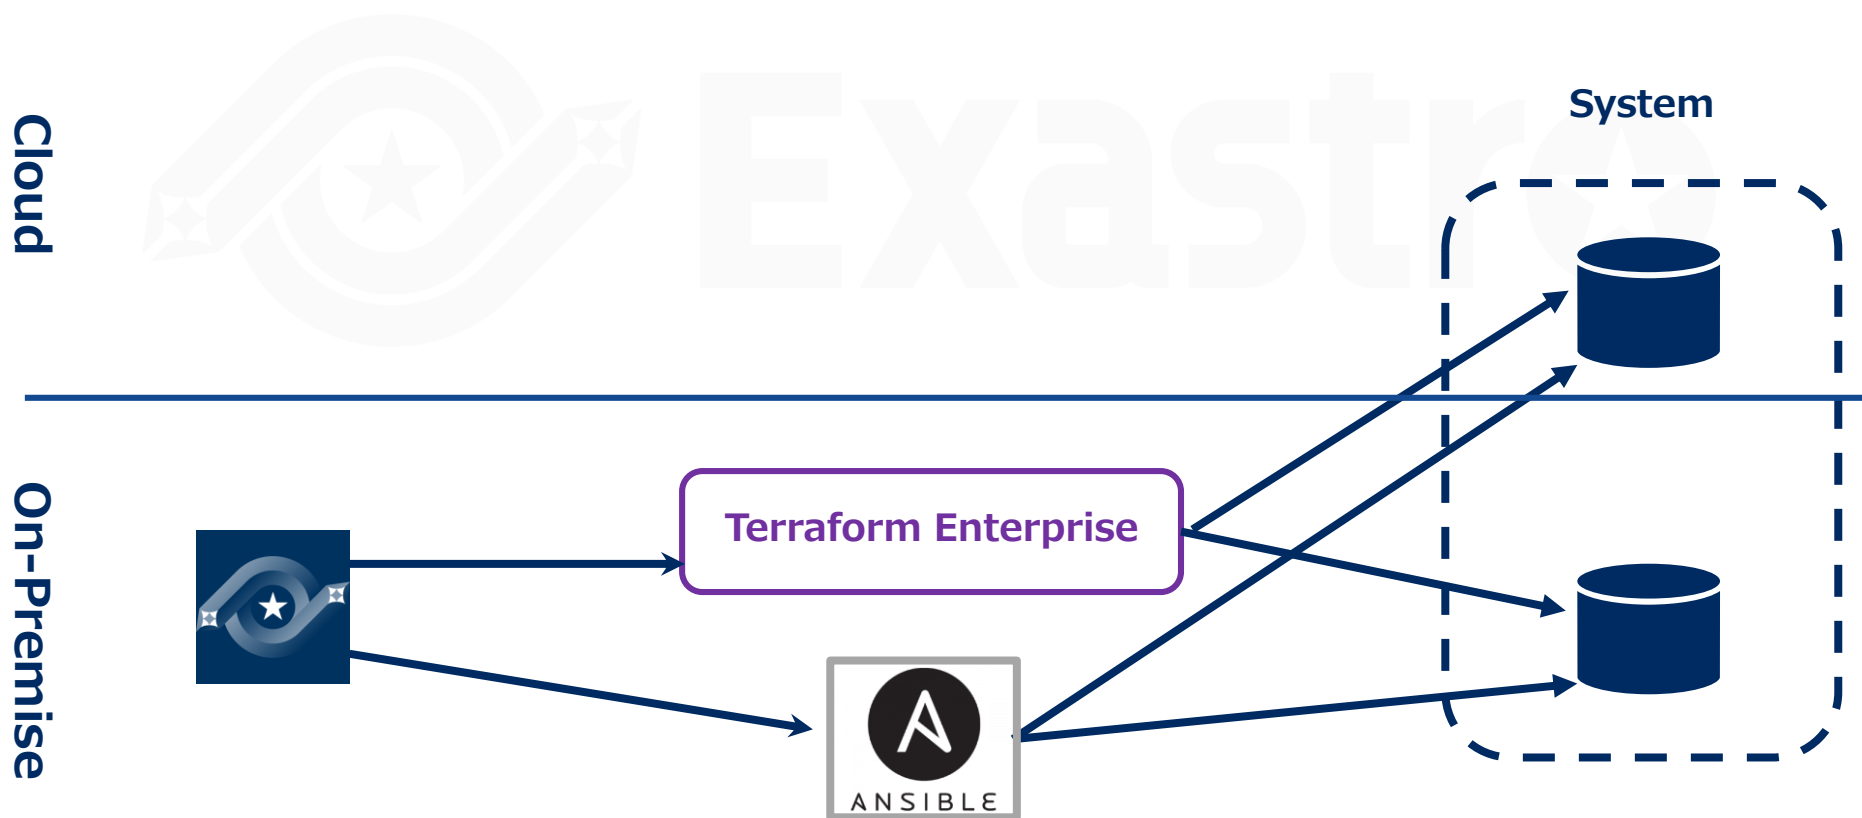 Exastro
System
Cloud
Terraform Enterprise
On-Premise
ANSIBLE